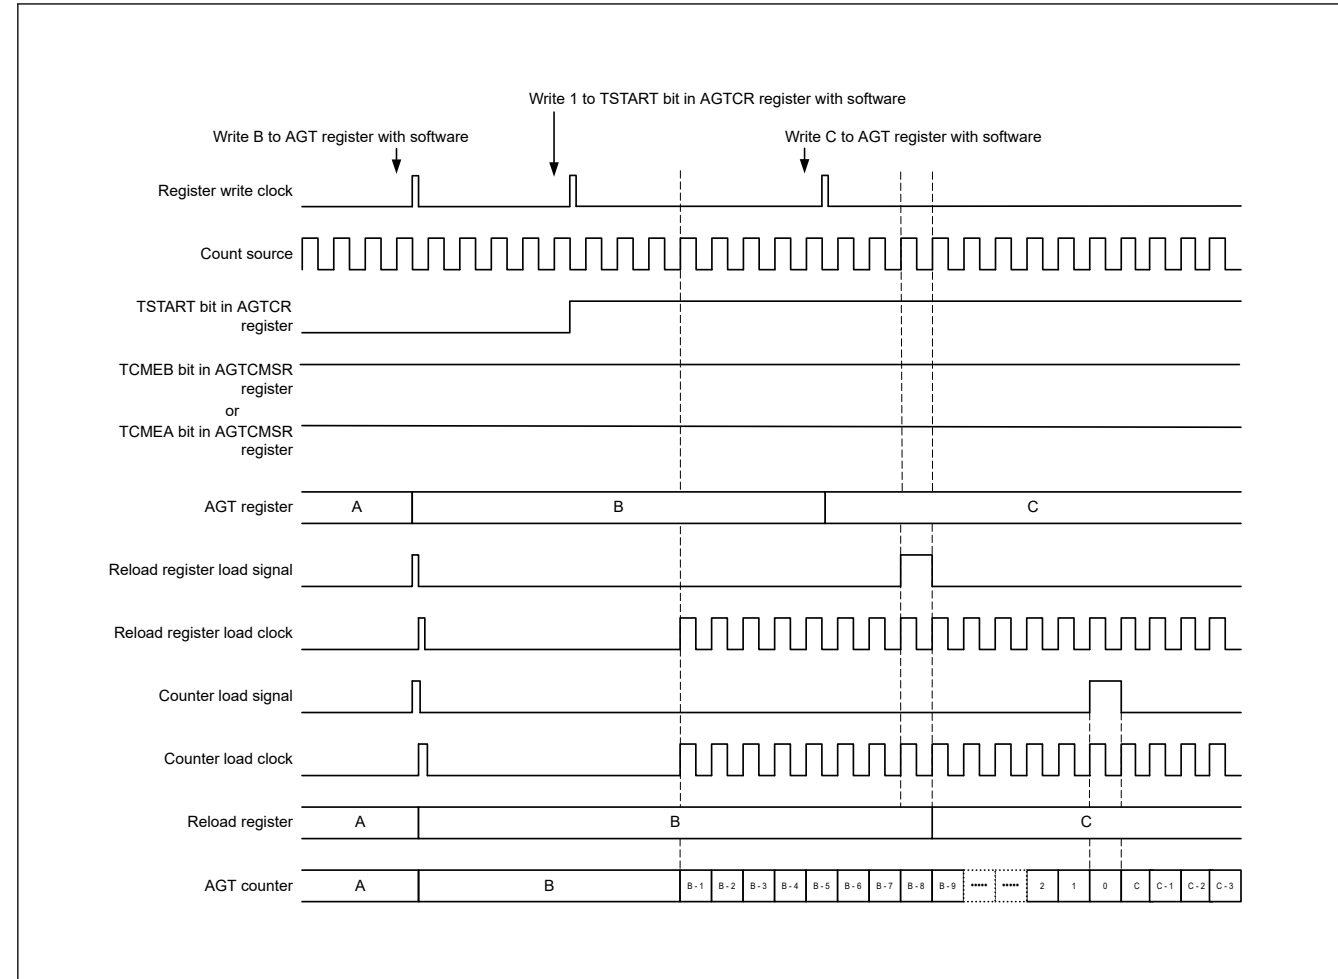 Write 1 to TSTART bit in AGTCR register with software
Write B to AGT register with software
Write C to AGT register with software
Register write clock
Count source
TSTART bit in AGTCR
register
TCMEB bit in AGTCMSR
register
or
TCMEA bit in AGTCMSR
register
AGT register A B C
Reload register load signal
Reload register load clock
Counter load signal
Counter load clock
Reload register A B C
AGT counter A B B - 1 B - 2 B - 3 B - 4 B - 5 B - 6 B - 7 B - 8 B - 9 ••••• ••••• 2 1 0 C C - 1 C - 2 C - 3